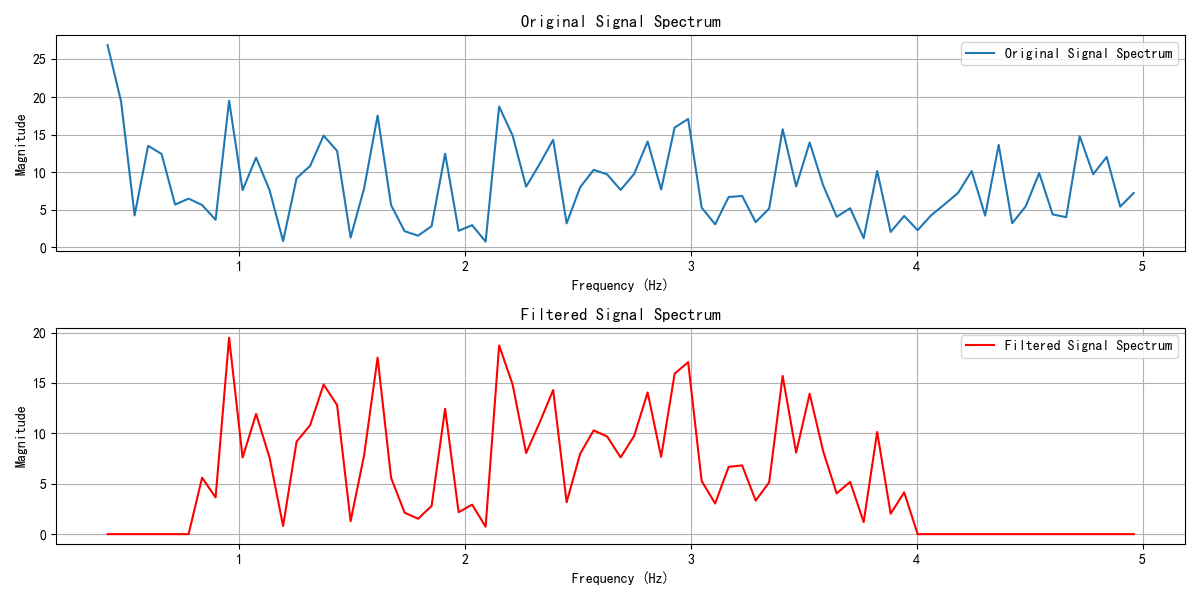 Original Signal Spectrum
Original Signal Spectrum
Magnitude
25
20
15
10
5
0
1 2 3 4 5
Frequency (Hz)
Filtered Signal Spectrum
Filtered Signal Spectrum
Magnitude
20
15
10
5
0
1 2 3 4 5
Frequency (Hz)